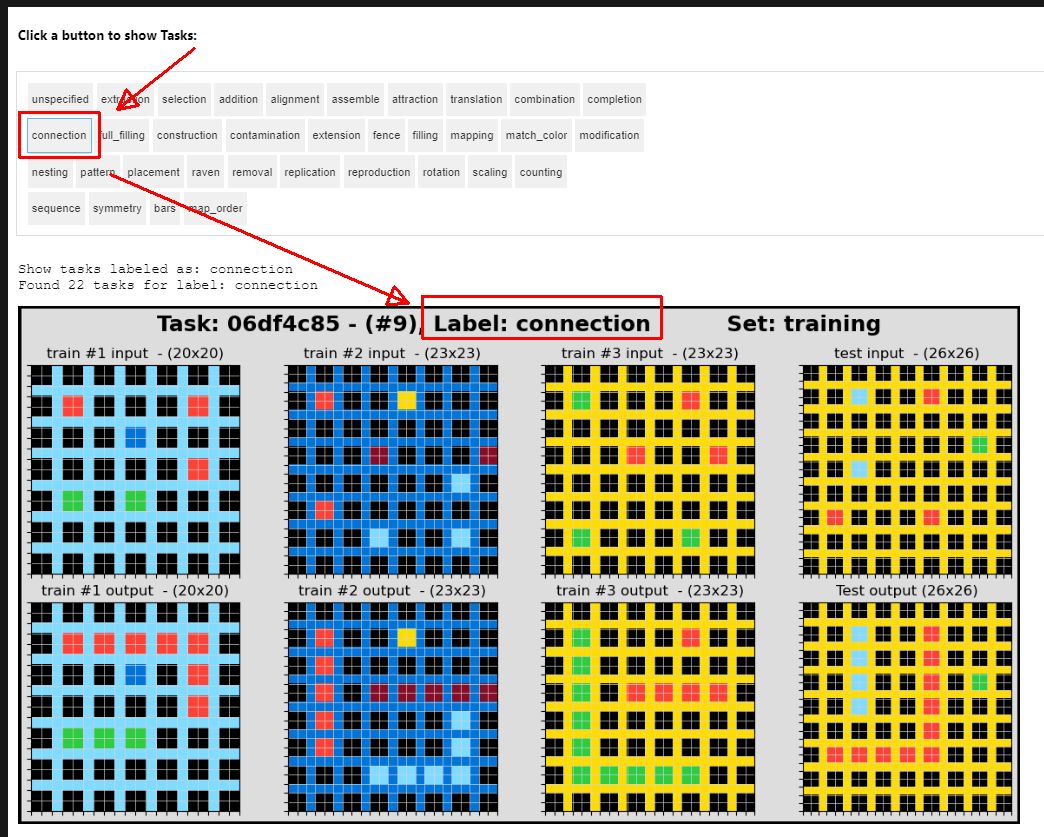 Click a button to show Tasks:
unspecified extraction selection addition alignment assemble attraction translation combination completion
connection full_filling construction contamination extension fence filling mapping match_color modification
nesting pattern placement raven removal replication reproduction rotation scaling counting
sequence symmetry bars map_order
Show tasks labeled as: connection
Found 22 tasks for label: connection
Task: 06df4c85 - (#9), Label: connection Set: training
train #1 input - (20x20) train #2 input - (23x23) train #3 input - (23x23) test input - (26x26)
train #1 output - (20x20) train #2 output - (23x23) train #3 output - (23x23) Test output (26x26)